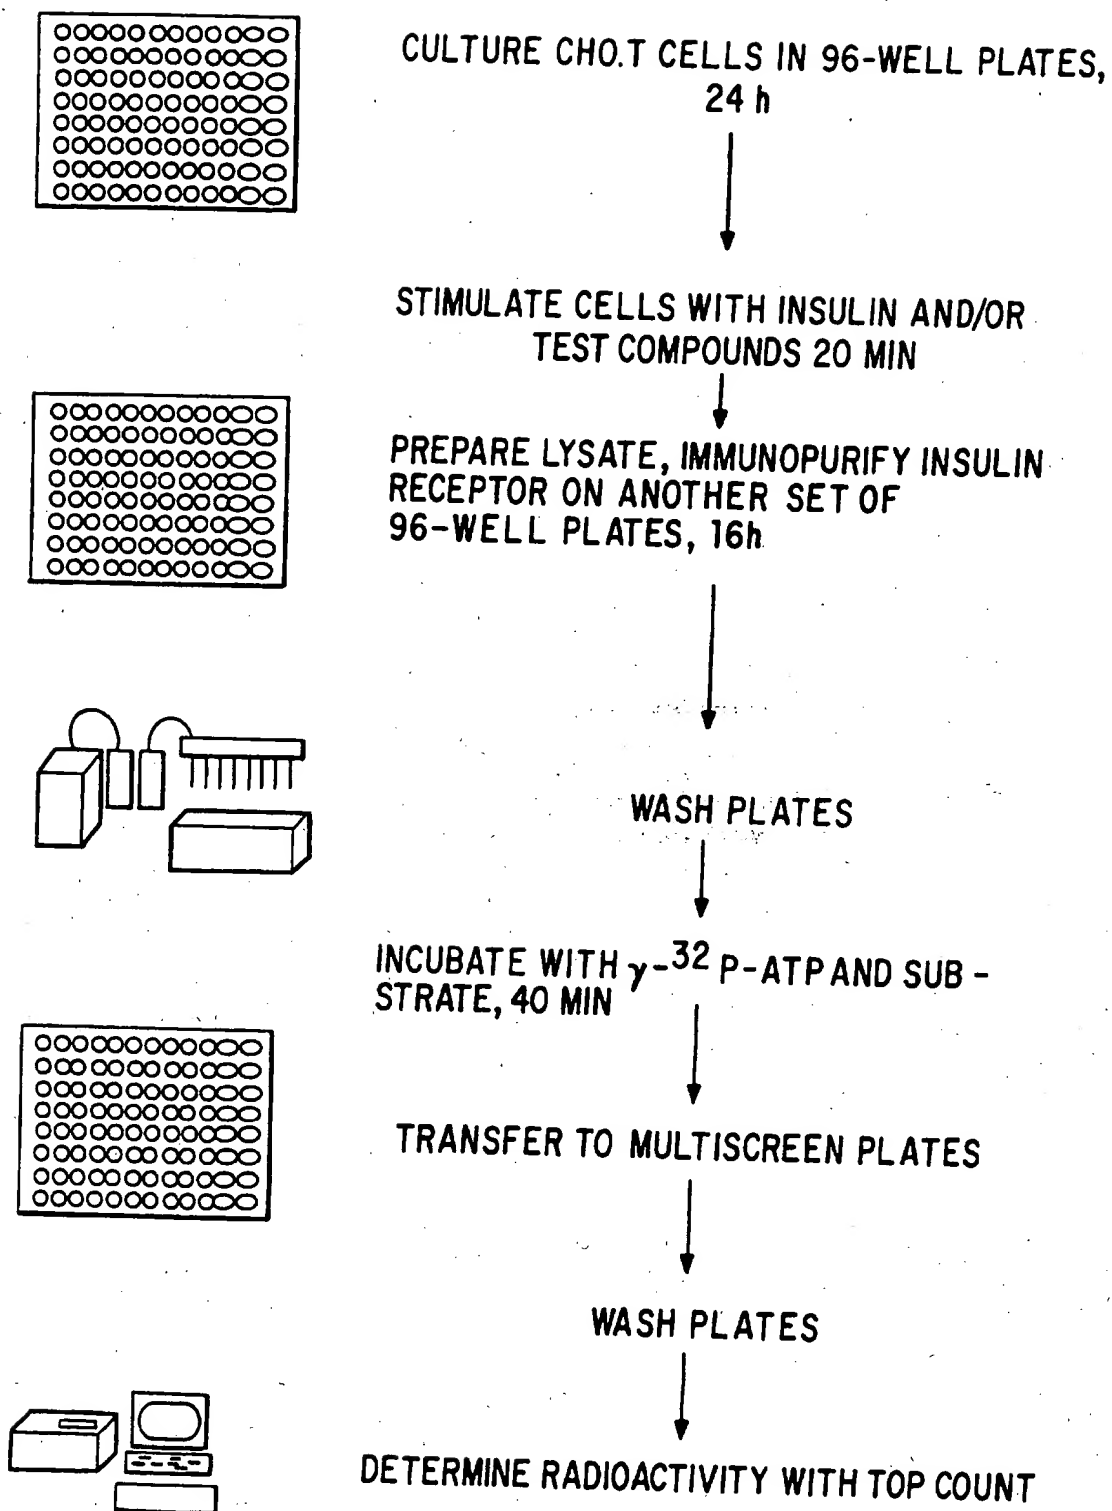 CULTURE CHO.T CELLS IN 96-WELL PLATES,
24 h
STIMULATE CELLS WITH INSULIN AND/OR
TEST COMPOUNDS 20 MIN
PREPARE LYSATE, IMMUNOPURIFY INSULIN
RECEPTOR ON ANOTHER SET OF
96-WELL PLATES, 16h
WASH PLATES
INCUBATE WITH γ-³² P-ATP AND SUB-
STRATE, 40 MIN
TRANSFER TO MULTISCREEN PLATES
WASH PLATES
DETERMINE RADIOACTIVITY WITH TOP COUNT